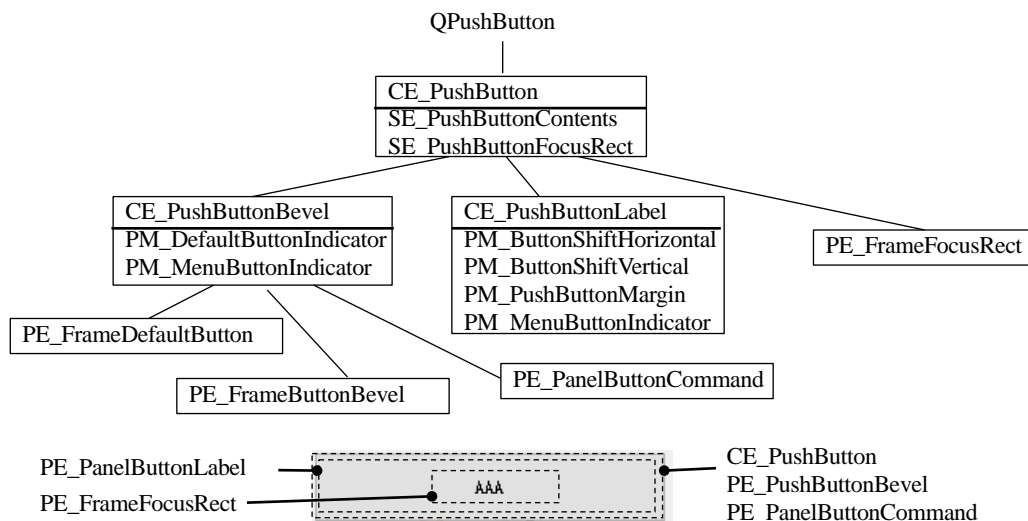 QPushButton
CE_PushButton
SE_PushButtonContents
SE_PushButtonFocusRect
CE_PushButtonBevel
PM_DefaultButtonIndicator
PM_MenuButtonIndicator
CE_PushButtonLabel
PM_ButtonShiftHorizontal
PM_ButtonShiftVertical
PM_PushButtonMargin
PM_MenuButtonIndicator
PE_FrameFocusRect
PE_FrameDefaultButton
PE_FrameButtonBevel
PE_PanelButtonCommand
PE_PanelButtonLabel
PE_FrameFocusRect
AAA
CE_PushButton
PE_PushButtonBevel
PE_PanelButtonCommand